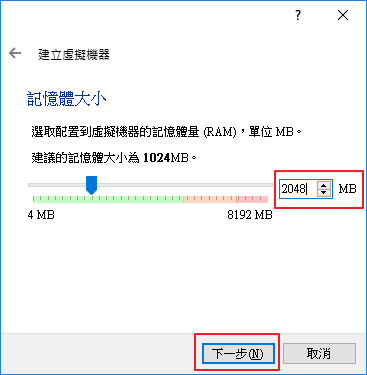 ?
建立虛擬機器
記憶體大小
選取配置到虛擬機器的記憶體量 (RAM)，單位 MB。
建議的記憶體大小為 1024MB。
2048 MB
4 MB 8192 MB
下一步(N) 取消